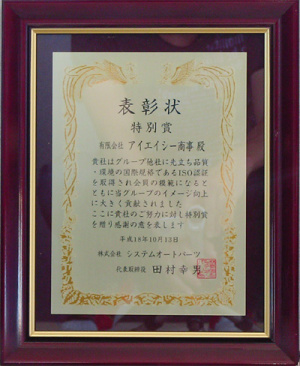 表彰状
特別賞
有限会社 アイエイシー商事 殿
貴社はグループ他社に先立ち品質
・環境の国際規格であるISO認証
を取得され会員の模範になると
ともに当グループのイメージ向上
に大きく貢献されました
ここに貴社のご努力に対し特別賞
を贈り感謝の意を表します
平成18年10月13日
株式会社 システムオートパーツ
代表取締役 田村幸男